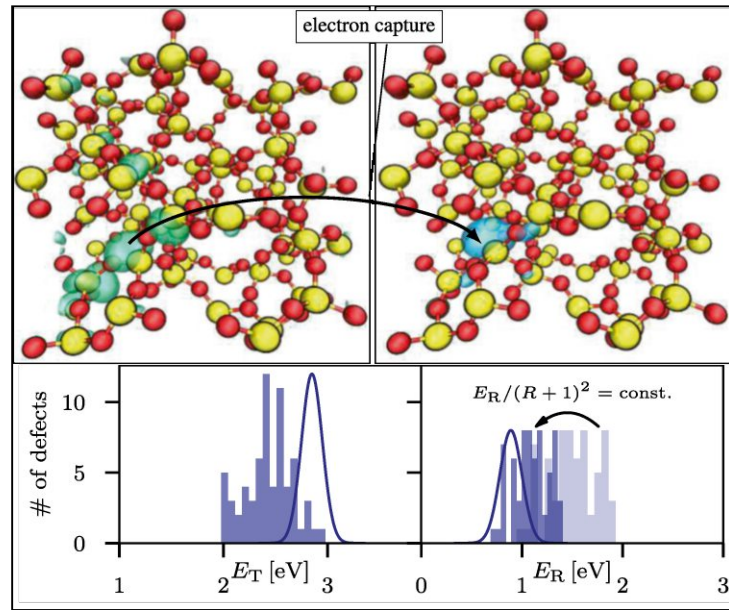 electron capture
# of defects
10
5
0
E_R/(R + 1)^2 = const.
1
2
3
E_T [eV]
0
1
2
3
E_R [eV]